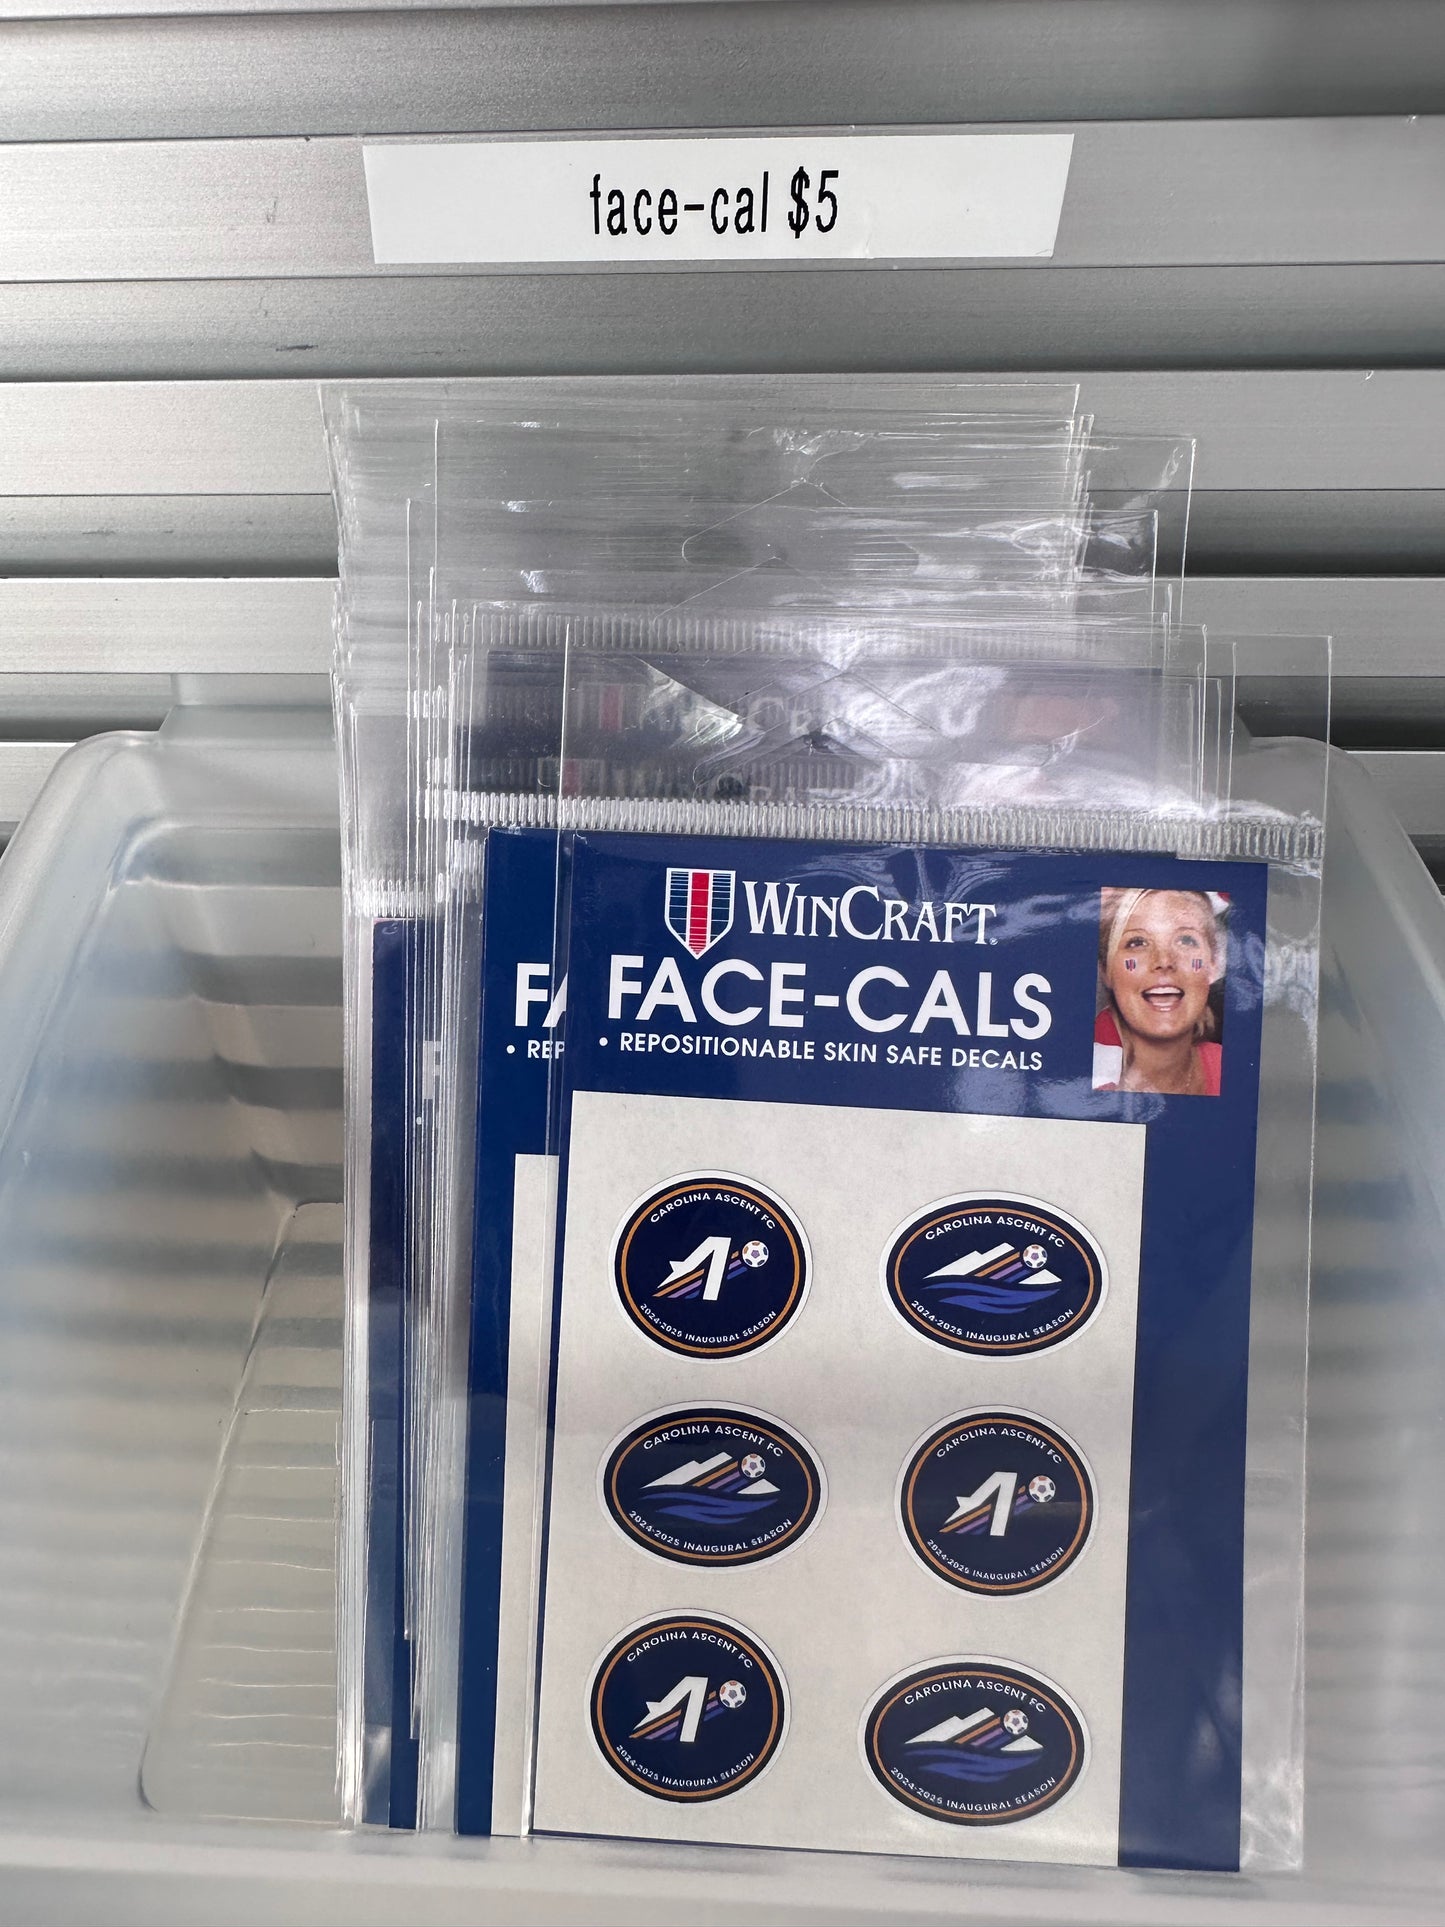 face-cal $5
WINCRAFT
FACE-CALS
• REPOSITIONABLE SKIN SAFE DECALS
FA
• REP
CAROLINA ASCENT FC
2024-2025 INAUGURAL SEASON
CAROLINA ASCENT FC
2024-2025 INAUGURAL SEASON
CAROLINA ASCENT FC
2024-2025 INAUGURAL SEASON
CAROLINA ASCENT FC
2024-2025 INAUGURAL SEASON
CAROLINA ASCENT FC
2024-2025 INAUGURAL SEASON
CAROLINA ASCENT FC
2024-2025 INAUGURAL SEASON